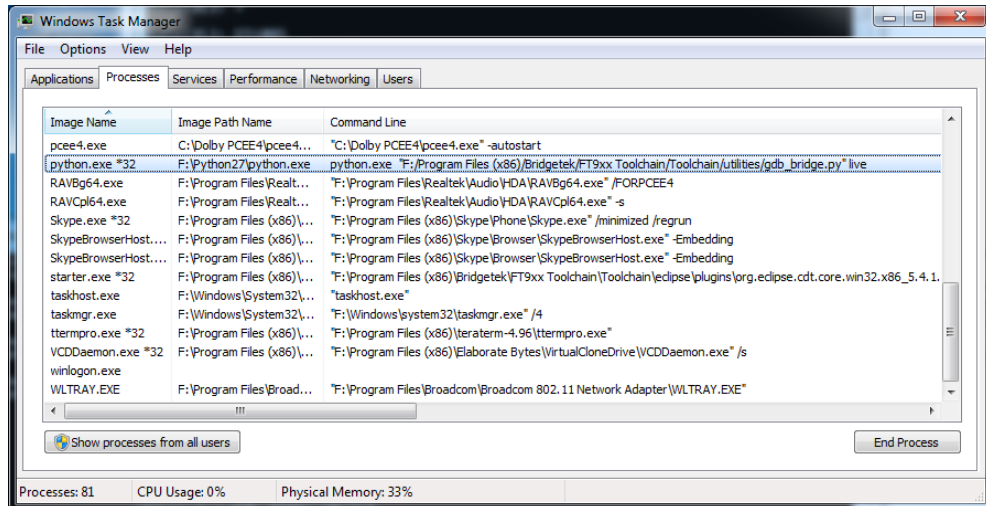 Windows Task Manager
File Options View Help
Applications Processes Services Performance Networking Users
Image Name Image Path Name Command Line
pcee4.exe C:\Dolby PCEE4\pcee4... "C:\Dolby PCEE4\pcee4.exe" -autostart
python.exe *32 F:\Python27\python.exe python.exe "F:/Program Files (x86)/Bridgetek/FT9xx Toolchain/Toolchain/utilities/gdb_bridge.py" live
RAVBg64.exe F:\Program Files\Realt... "F:\Program Files\Realtek\Audio\HDA\RAVBg64.exe" /FORPCEE4
RAVCpl64.exe F:\Program Files\Realt... "F:\Program Files\Realtek\Audio\HDA\RAVCpl64.exe" -s
Skype.exe *32 F:\Program Files (x86)\... "F:\Program Files (x86)\Skype\Phone\Skype.exe" /minimized /regrun
SkypeBrowserHost.... F:\Program Files (x86)\... "F:\Program Files (x86)\Skype\Browser\SkypeBrowserHost.exe" -Embedding
SkypeBrowserHost.... F:\Program Files (x86)\... "F:\Program Files (x86)\Skype\Browser\SkypeBrowserHost.exe" -Embedding
starter.exe *32 F:\Program Files (x86)\... "F:\Program Files (x86)\Bridgetek\FT9xx Toolchain\Toolchain\eclipse\plugins\org.eclipse.cdt.core.win32.x86_5.4.1.
taskhost.exe F:\Windows\System32\... "taskhost.exe"
taskmgr.exe F:\Windows\System32\... "F:\Windows\system32\taskmgr.exe" /4
ttermpro.exe *32 F:\Program Files (x86)\... "F:\Program Files (x86)\teraterm-4.96\ttermpro.exe"
VCDDaemon.exe *32 F:\Program Files (x86)\... "F:\Program Files (x86)\Elaborate Bytes\VirtualCloneDrive\VCDDaemon.exe" /s
winlogon.exe
WLTRAY.EXE F:\Program Files\Broad... "F:\Program Files\Broadcom\Broadcom 802.11 Network Adapter\WLTRAY.EXE"
Show processes from all users End Process
Processes: 81 CPU Usage: 0% Physical Memory: 33%